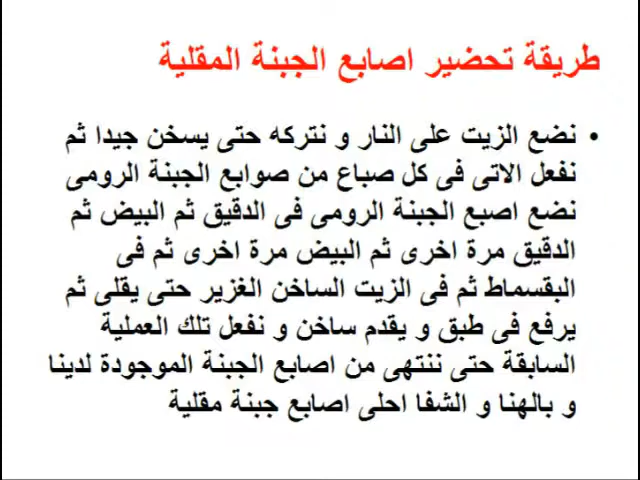 طريقة تحضير اصابع الجبنة المقلية
• نضع الزيت على النار و نتركه حتى يسخن جيدا ثم
نفعل الاتى فى كل صباع من صوابع الجبنة الرومى
نضع اصبع الجبنة الرومى فى الدقيق ثم البيض ثم
الدقيق مرة اخرى ثم البيض مرة اخرى ثم فى
البقسماط ثم فى الزيت الساخن الغزير حتى يقلى ثم
يرفع فى طبق و يقدم ساخن و نفعل تلك العملية
السابقة حتى ننتهى من اصابع الجبنة الموجودة لدينا
و بالهنا و الشفا احلى اصابع جبنة مقلية